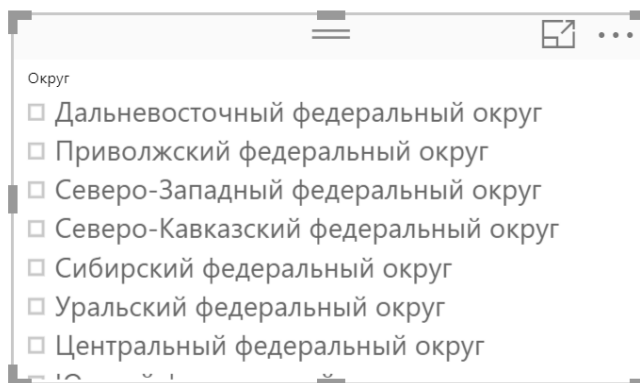 Округ
Дальневосточный федеральный округ
Приволжский федеральный округ
Северо-Западный федеральный округ
Северо-Кавказский федеральный округ
Сибирский федеральный округ
Уральский федеральный округ
Центральный федеральный округ